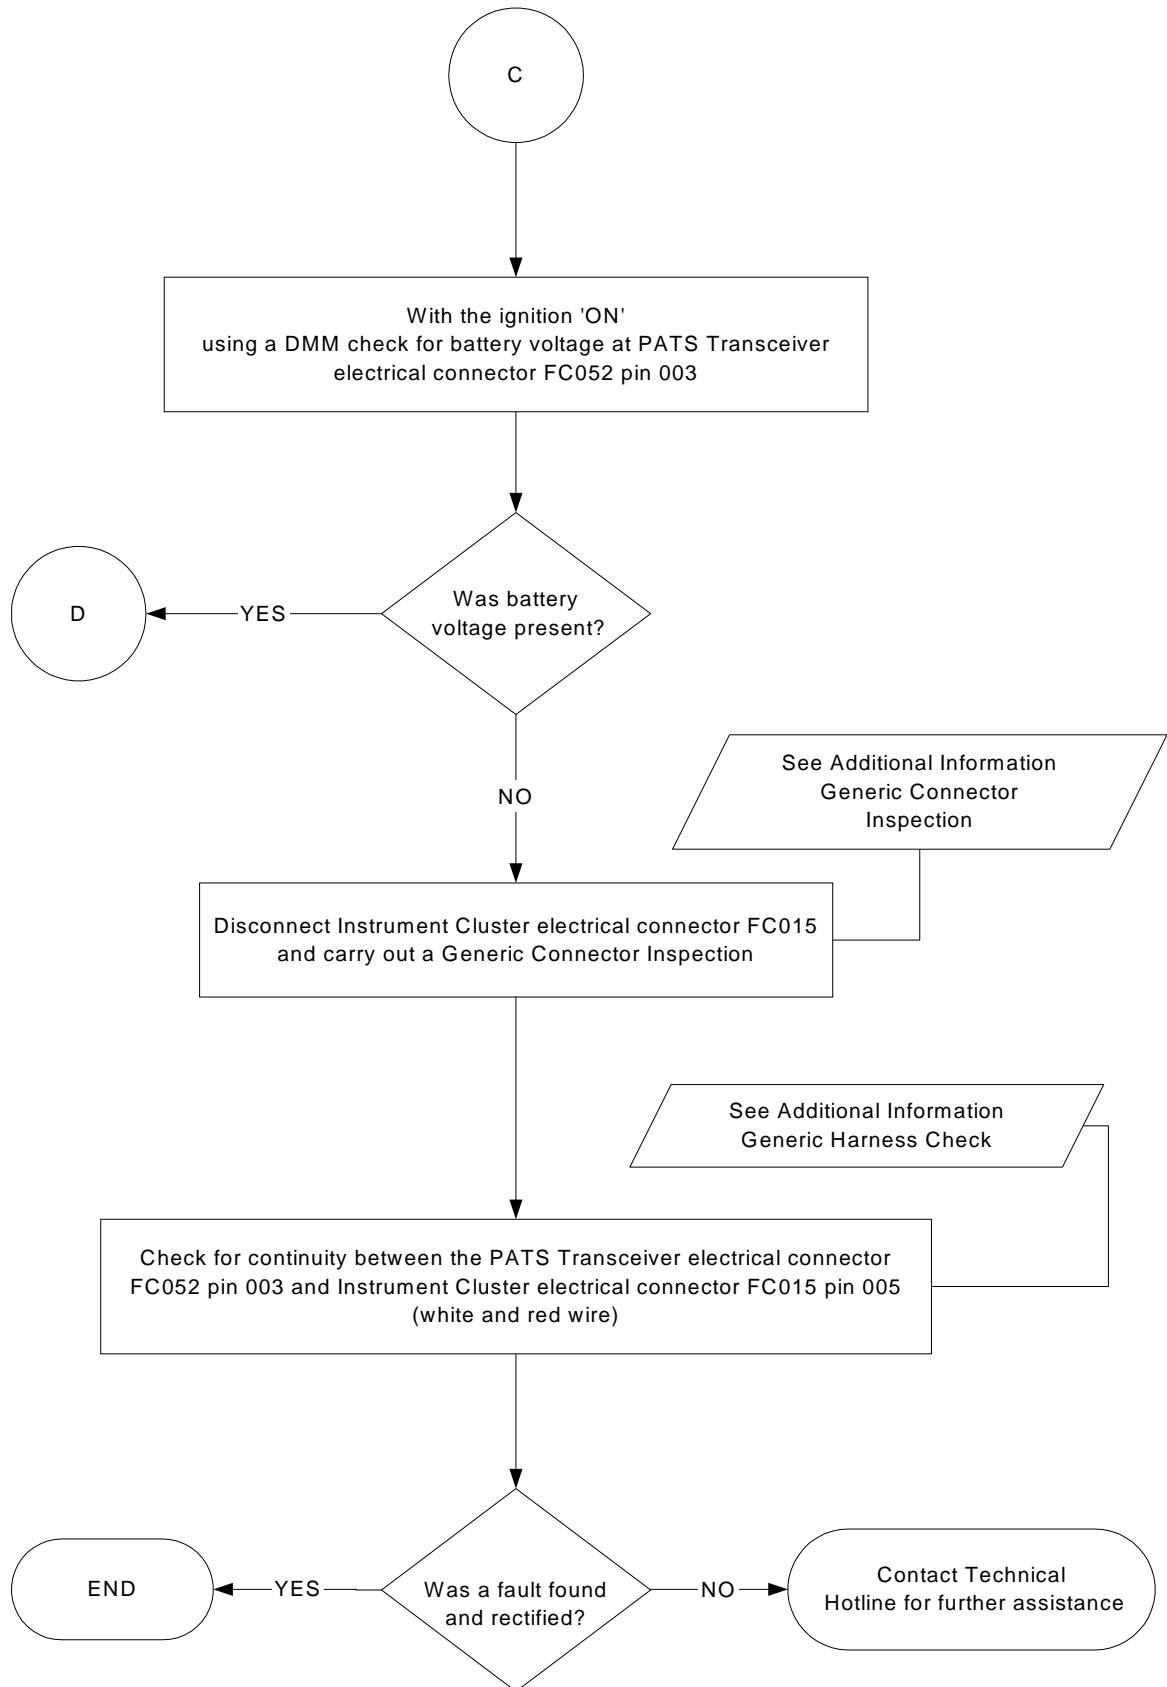 C
With the ignition 'ON'
using a DMM check for battery voltage at PATS Transceiver
electrical connector FC052 pin 003
Was battery
voltage present?
YES
D
NO
See Additional Information
Generic Connector
Inspection
Disconnect Instrument Cluster electrical connector FC015
and carry out a Generic Connector Inspection
See Additional Information
Generic Harness Check
Check for continuity between the PATS Transceiver electrical connector
FC052 pin 003 and Instrument Cluster electrical connector FC015 pin 005
(white and red wire)
Was a fault found
and rectified?
YES
END
NO
Contact Technical
Hotline for further assistance